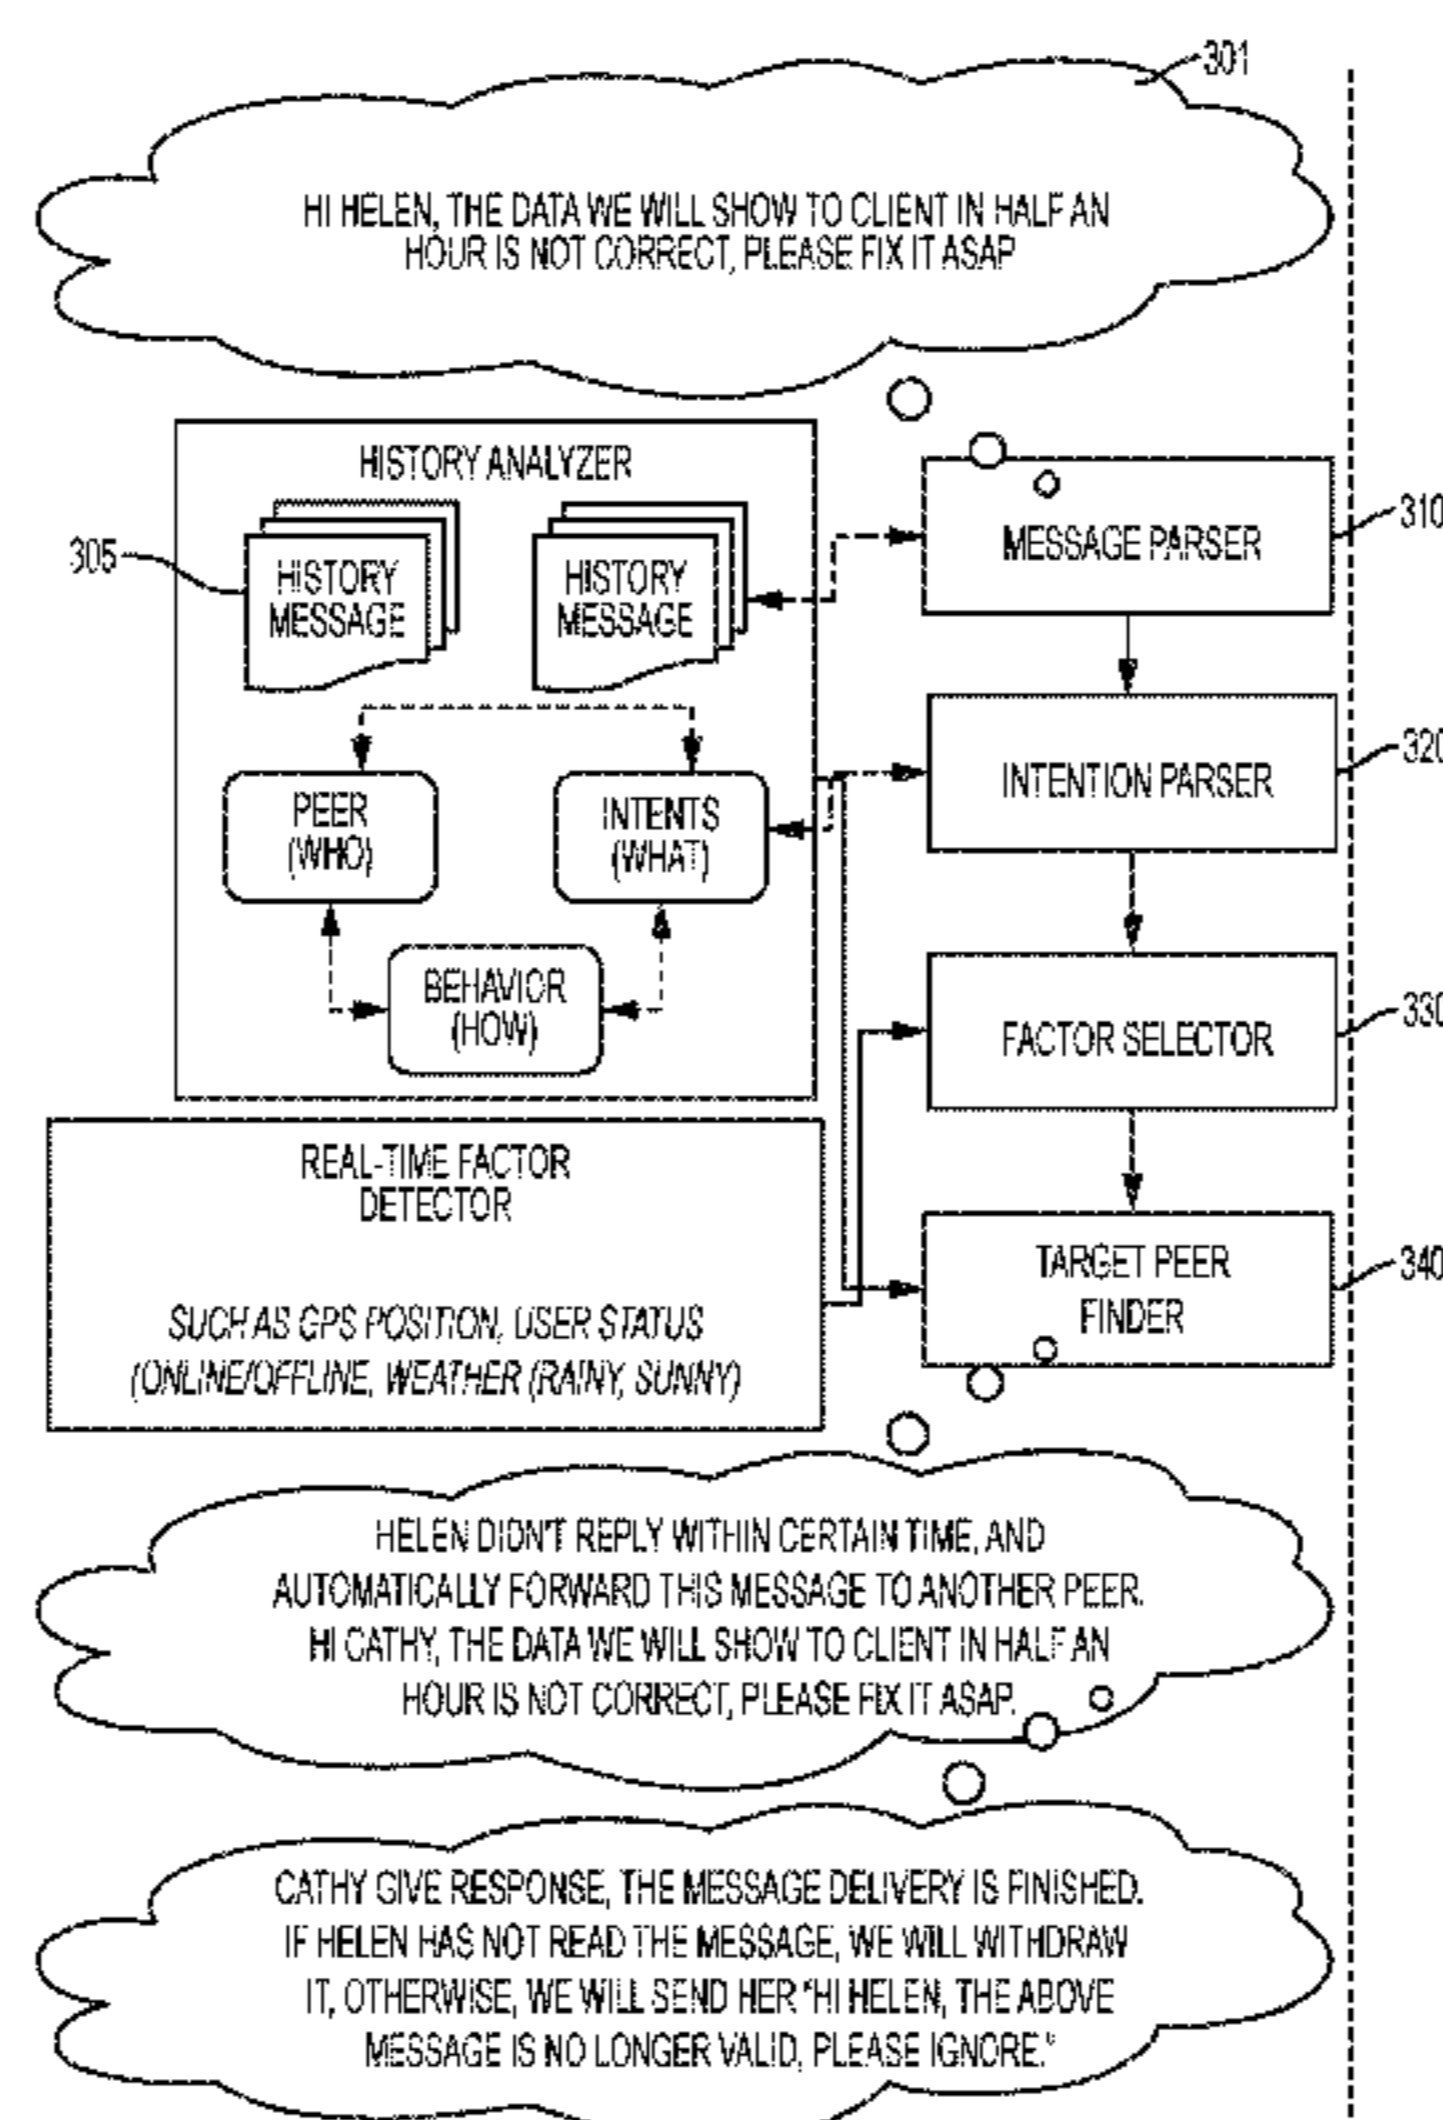 301
HI HELEN, THE DATA WE WILL SHOW TO CLIENT IN HALF AN
HOUR IS NOT CORRECT, PLEASE FIX IT ASAP
HISTORY ANALYZER
305
HISTORY
MESSAGE
HISTORY
MESSAGE
MESSAGE PARSER
310
PEER
(WHO)
INTENTS
(WHAT)
INTENTION PARSER
320
BEHAVIOR
(HOW)
FACTOR SELECTOR
330
REAL-TIME FACTOR
DETECTOR
SUCH AS GPS POSITION, USER STATUS
(ONLINE/OFFLINE, WEATHER (RAINY, SUNNY)
TARGET PEER
FINDER
340
HELEN DIDN'T REPLY WITHIN CERTAIN TIME, AND
AUTOMATICALLY FORWARD THIS MESSAGE TO ANOTHER PEER.
HI CATHY, THE DATA WE WILL SHOW TO CLIENT IN HALF AN
HOUR IS NOT CORRECT, PLEASE FIX IT ASAP.
CATHY GIVE RESPONSE, THE MESSAGE DELIVERY IS FINISHED.
IF HELEN HAS NOT READ THE MESSAGE, WE WILL WITHDRAW
IT, OTHERWISE, WE WILL SEND HER "HI HELEN, THE ABOVE
MESSAGE IS NO LONGER VALID, PLEASE IGNORE."